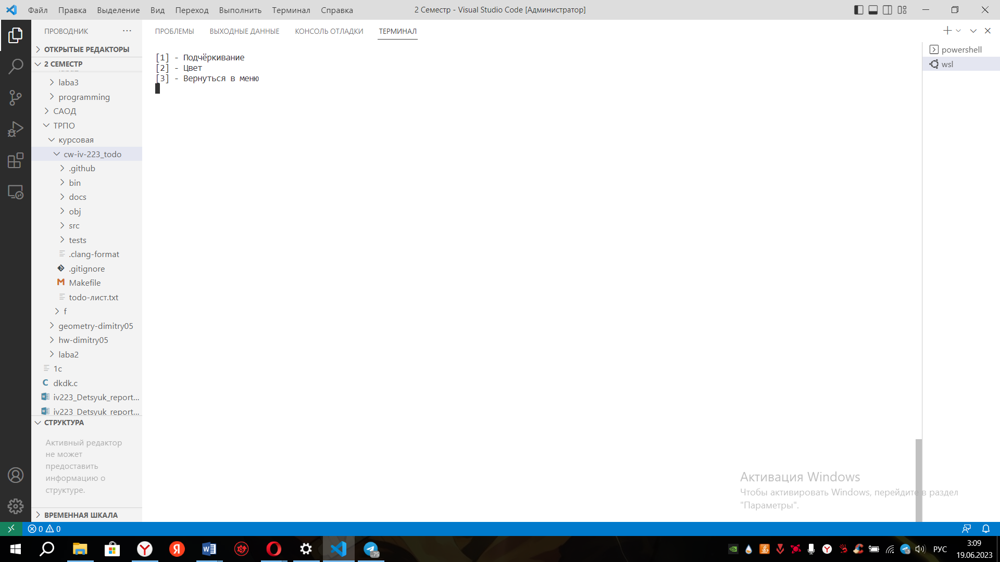 Файл Правка Выделение Вид Переход Выполнить Терминал Справка
2 Семестр - Visual Studio Code [Администратор]
ПРОВОДНИК
ПРОБЛЕМЫ ВЫХОДНЫЕ ДАННЫЕ КОНСОЛЬ ОТЛАДКИ ТЕРМИНАЛ
ОТКРЫТЫЕ РЕДАКТОРЫ
2 СЕМЕСТР
laba3
programming
САОД
ТРПО
курсовая
cw-iv-223_todo
.github
bin
docs
obj
src
tests
.clang-format
.gitignore
Makefile
todo-лист.txt
f
geometry-dimitry05
hw-dimitry05
laba2
1c
dkdk.c
iv223_Detsyuk_report...
iv223_Detsyuk_report...
СТРУКТУРА
Активный редактор
не может
предоставить
информацию о
структуре.
ВРЕМЕННАЯ ШКАЛА
[1] - Подчёркивание
[2] - Цвет
[3] - Вернуться в меню
powershell
wsl
Активация Windows
Чтобы активировать Windows, перейдите в раздел
"Параметры".
0 0
75
РУС
3:09
19.06.2023